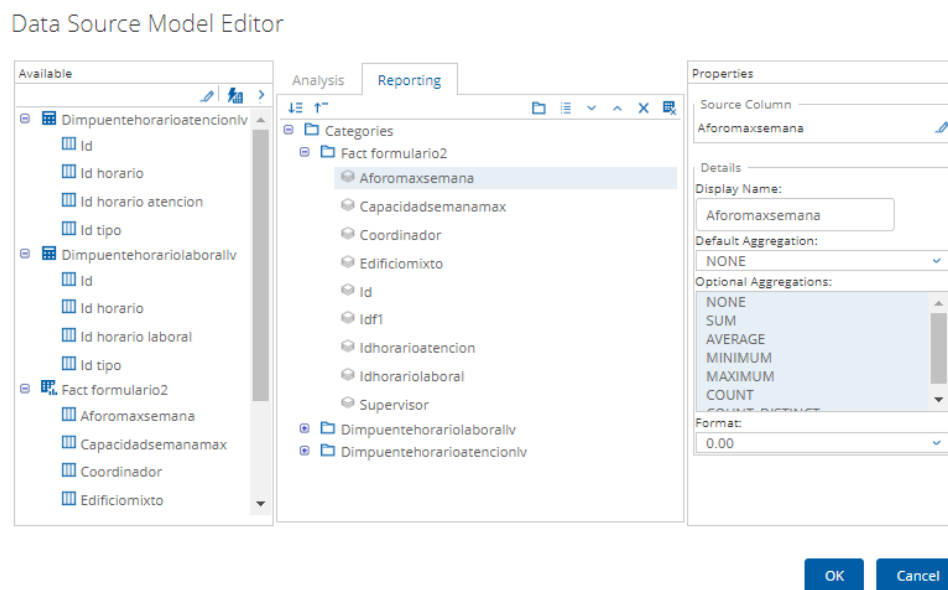 Data Source Model Editor
Available
Dimpuentehorarioatencionlv
Id
Id horario
Id horario atencion
Id tipo
Dimpuentehorariolaborallv
Id
Id horario
Id horario laboral
Id tipo
Fact formulario2
Aforomaxsemana
Capacidadsemanamax
Coordinador
Edificiomixto
Analysis
Reporting
Categories
Fact formulario2
Aforomaxsemana
Capacidadsemanamax
Coordinador
Edificiomixto
Id
Idf1
Idhorarioatencion
Idhorariolaboral
Supervisor
Dimpuentehorariolaborallv
Dimpuentehorarioatencionlv
Properties
Source Column
Aforomaxsemana
Details
Display Name:
Aforomaxsemana
Default Aggregation:
NONE
Optional Aggregations:
NONE
SUM
AVERAGE
MINIMUM
MAXIMUM
COUNT
COUNT_DISTINCT
Format:
0.00
OK
Cancel